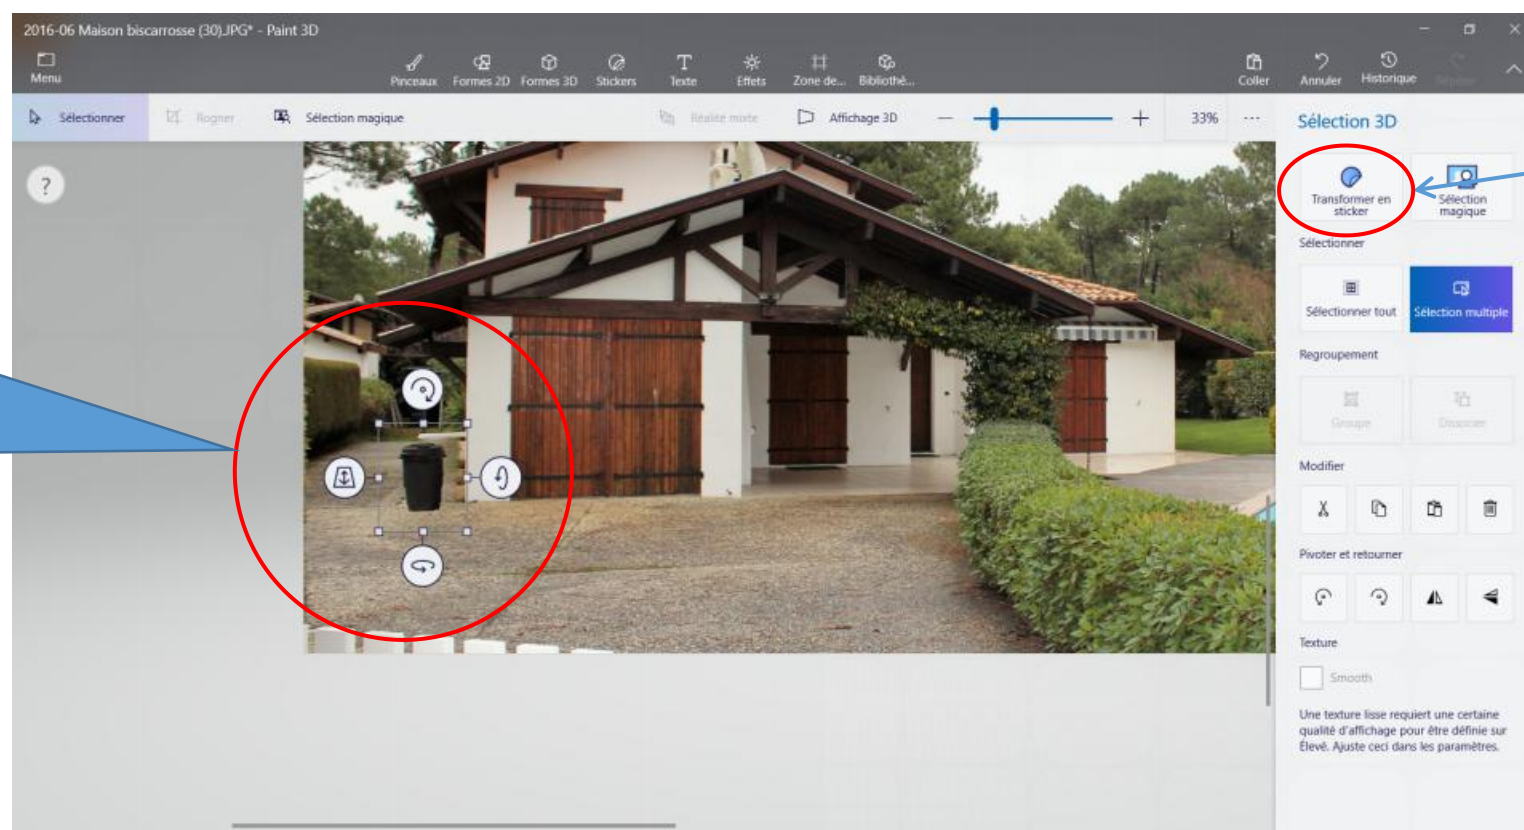 2016-06 Maison biscarrosse (30).JPG* - Paint 3D
Menu
Pinceaux Formes 2D Formes 3D Stickers Texte Effets Zone de... Bibliothè... Coller Annuler Historique
Sélectionner Rogner Sélection magique Réalité mixte Affichage 3D 33% ...
Sélection 3D
?
Transformer en
sticker
Sélection
magique
Sélectionner
Sélectionner tout Sélection multiple
Regroupement
Groupe Dissocier
Modifier
Pivoter et retourner
Texture
Smooth
Une texture lisse requiert une certaine
qualité d'affichage pour être définie sur
Élevé. Ajuste ceci dans les paramètres.